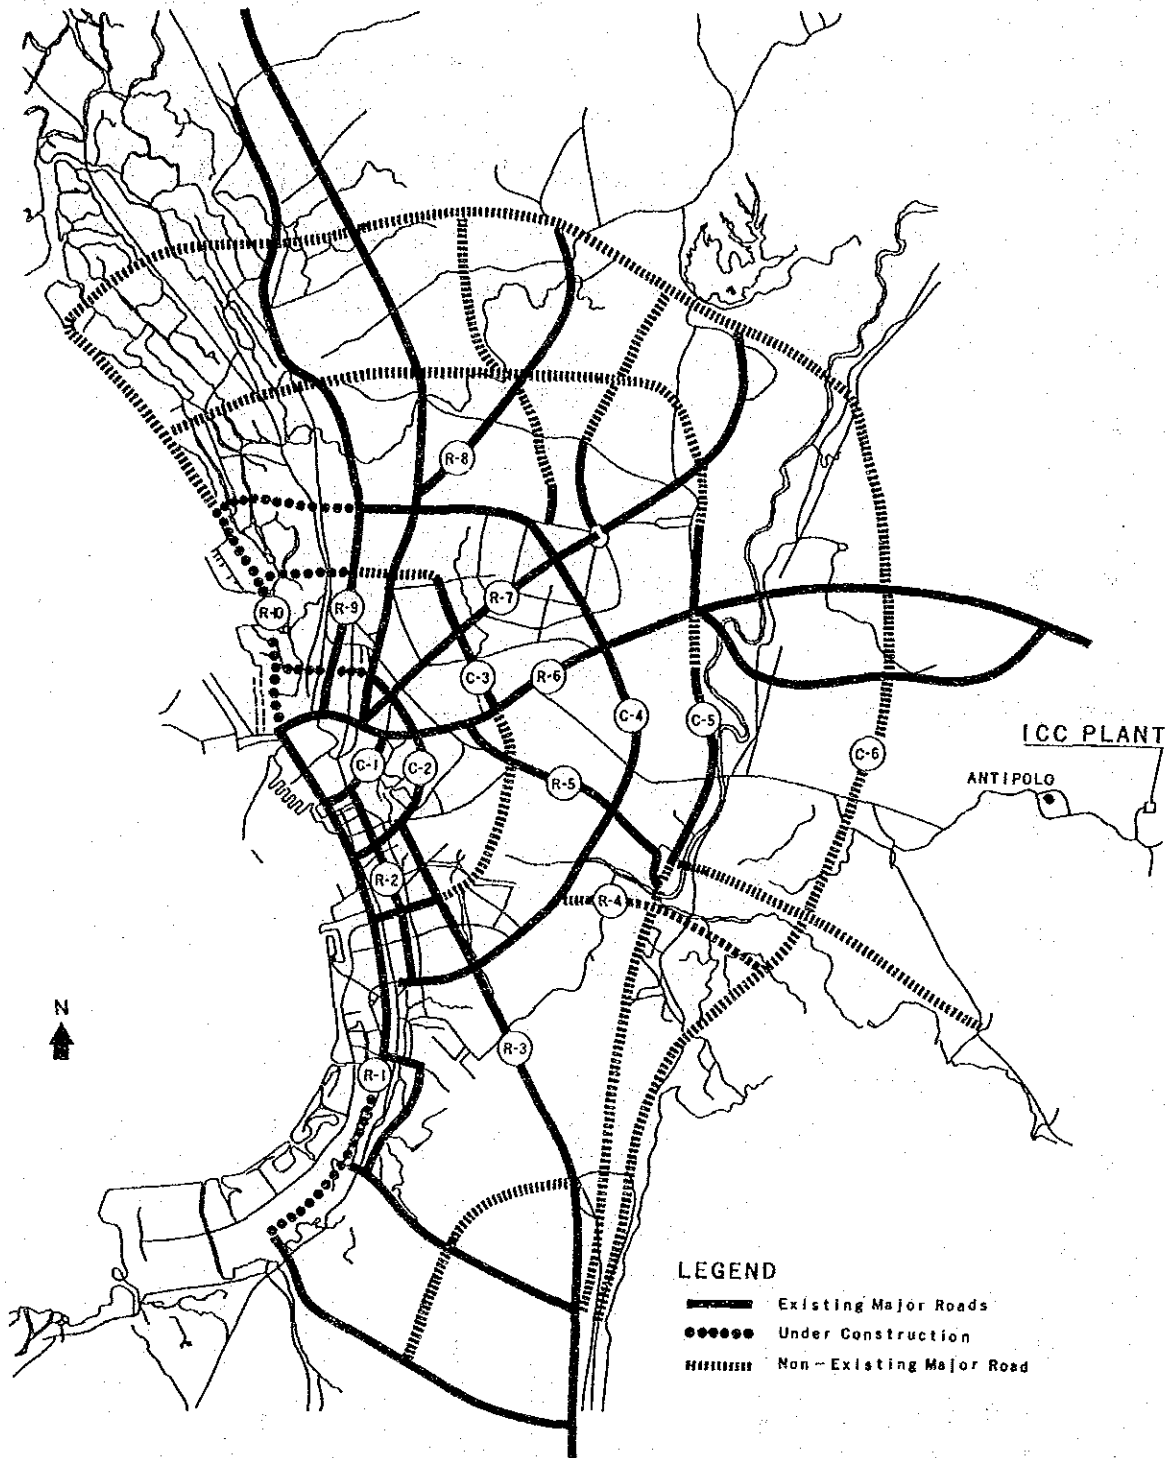 R-8
R-10
R-9
R-7
C-3
R-6
C-4
C-5
C-1
C-2
R-5
C-6
ICC PLANT
ANTIPOLO
R-2
R-4
N
R-3
R-1
LEGEND
Existing Major Roads
Under Construction
Non-Existing Major Road